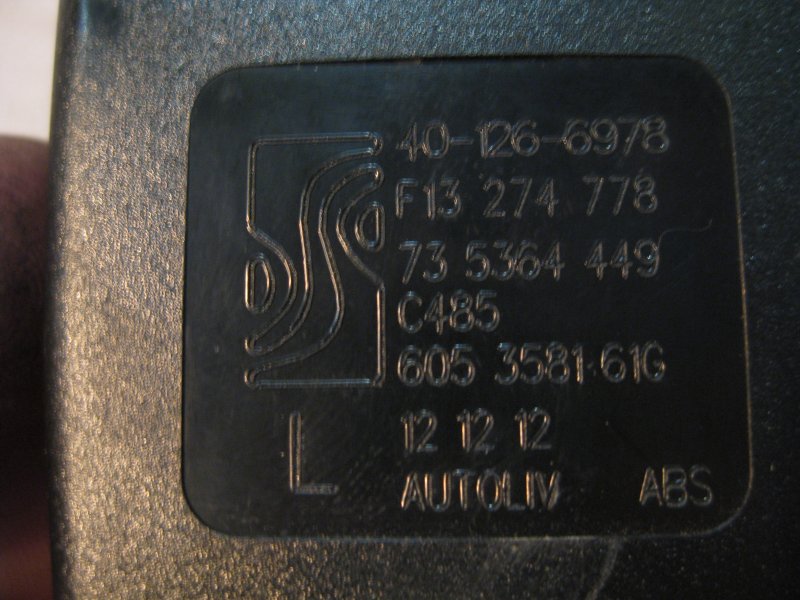 40-126-6978
F13 274 778
73 5364 449
C485
605 3581 61G
L
12 12 12
AUTOLIV ABS